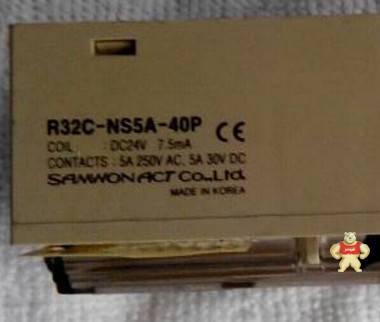 R32C-NS5A-40P CE
COIL : DC24V 7.5mA
CONTACTS : 5A 250V AC, 5A 30V DC
SAMWON ACT Co., Ltd.
MADE IN KOREA